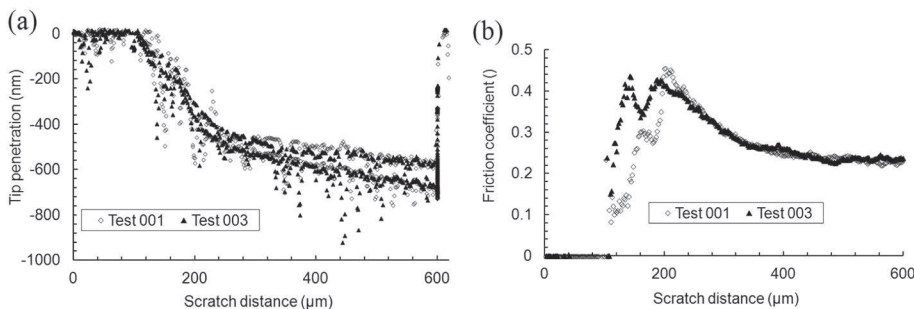 (a)
0
-200
-400
-600
-800
-1000
Tip penetration (nm)
Test 001
Test 003
0
200
400
600
Scratch distance (µm)
(b)
0.5
0.4
0.3
0.2
0.1
0
Friction coefficient ()
Test 001
Test 003
0
200
400
600
Scratch distance (µm)